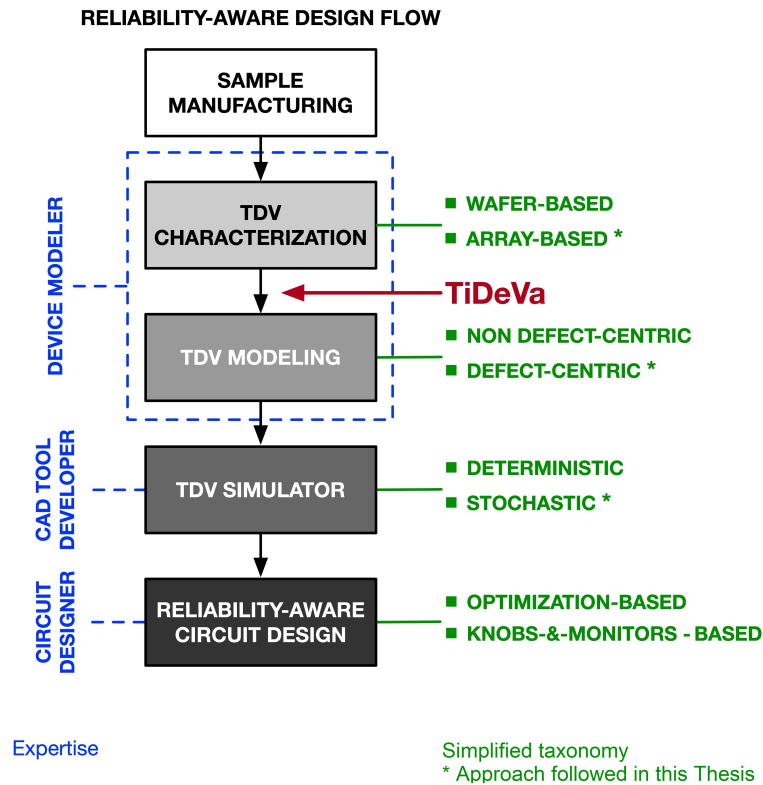 RELIABILITY-AWARE DESIGN FLOW
SAMPLE
MANUFACTURING
DEVICE MODELER
TDV
CHARACTERIZATION
■ WAFER-BASED
■ ARRAY-BASED *
TiDeVa
TDV MODELING
■ NON DEFECT-CENTRIC
■ DEFECT-CENTRIC *
CAD TOOL
DEVELOPER
TDV SIMULATOR
■ DETERMINISTIC
■ STOCHASTIC *
CIRCUIT
DESIGNER
RELIABILITY-AWARE
CIRCUIT DESIGN
■ OPTIMIZATION-BASED
■ KNOBS-&-MONITORS - BASED
Expertise
Simplified taxonomy
* Approach followed in this Thesis